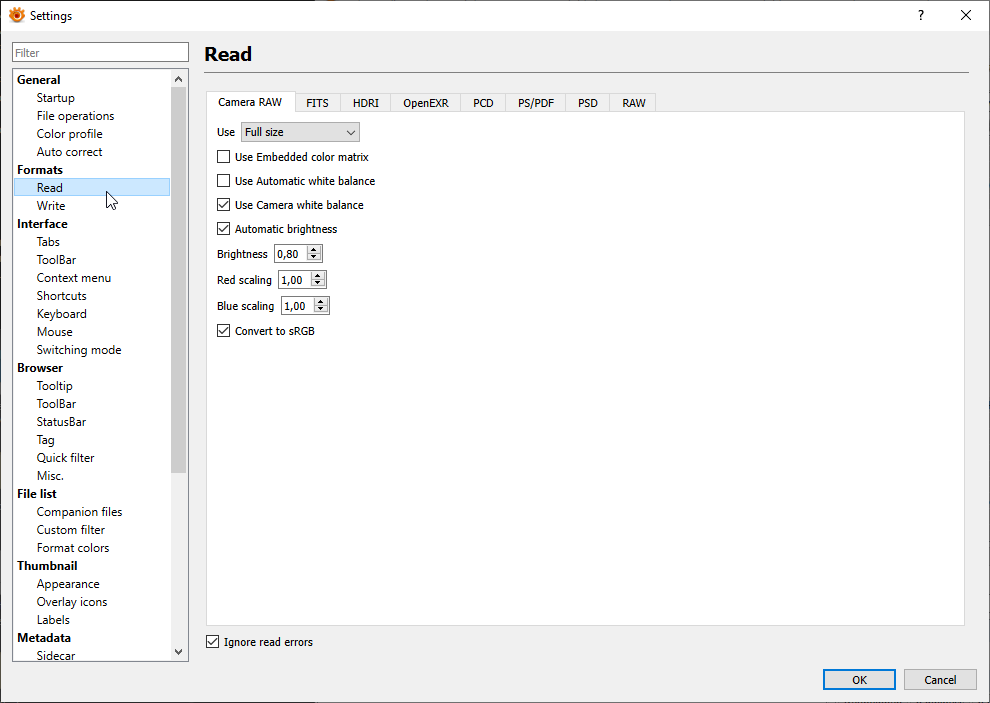 Settings
Filter
General
Startup
File operations
Color profile
Auto correct
Formats
Read
Write
Interface
Tabs
ToolBar
Context menu
Shortcuts
Keyboard
Mouse
Switching mode
Browser
Tooltip
ToolBar
StatusBar
Tag
Quick filter
Misc.
File list
Companion files
Custom filter
Format colors
Thumbnail
Appearance
Overlay icons
Labels
Metadata
Sidecar
Read
Camera RAW FITS HDRI OpenEXR PCD PS/PDF PSD RAW
Use Full size
Use Embedded color matrix
Use Automatic white balance
Use Camera white balance
Automatic brightness
Brightness 0,80
Red scaling 1,00
Blue scaling 1,00
Convert to sRGB
Ignore read errors
OK Cancel